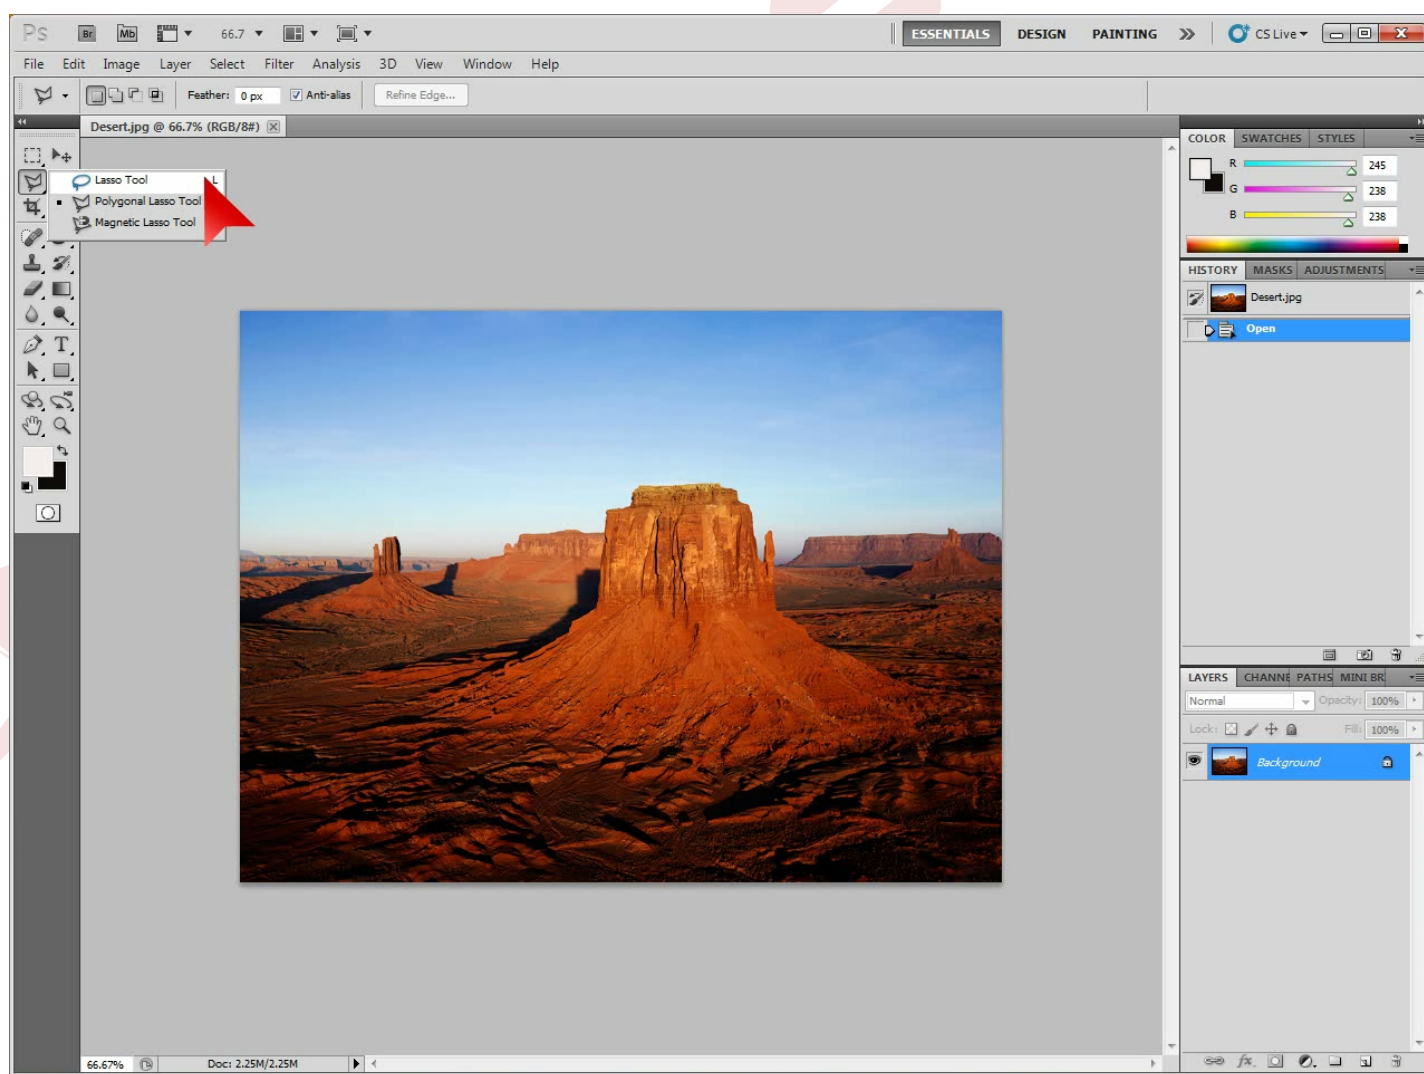 Ps Br Mb 66.7 ESSENTIALS DESIGN PAINTING CS Live
File Edit Image Layer Select Filter Analysis 3D View Window Help
Feather: 0 px Anti-alias Refine Edge...
Desert.jpg @ 66.7% (RGB/8#)
COLOR SWATCHES STYLES
R 245
G 238
B 238
Lasso Tool L
Polygonal Lasso Tool
Magnetic Lasso Tool
T
HISTORY MASKS ADJUSTMENTS
Desert.jpg
Open
LAYERS CHANNE PATHS MINI BR
Normal Opacity: 100%
Lock: Fill: 100%
Background
fx.
66.67% Doc: 2.25M/2.25M